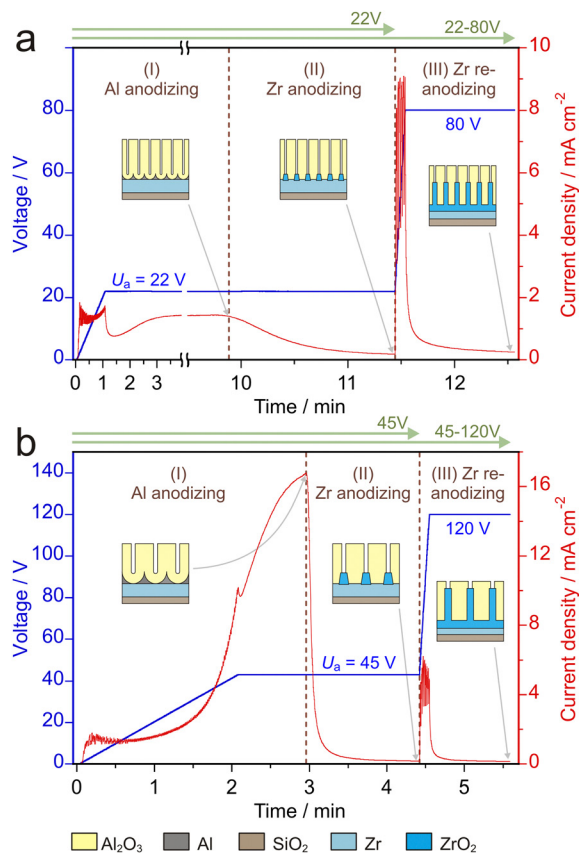 22V
22-80V
a
(I)
Al anodizing
(II)
Zr anodizing
(III) Zr re-
anodizing
80 V
Uₐ = 22 V
Voltage / V
80
60
40
20
0
Current density / mA cm⁻²
10
8
6
4
2
0
0 1 2 3 10 11 12
Time / min
45V
45-120V
b
(I)
Al anodizing
(II)
Zr anodizing
(III) Zr re-
anodizing
120 V
Uₐ = 45 V
Voltage / V
140
120
100
80
60
40
20
0
Current density / mA cm⁻²
16
12
8
4
0
0 1 2 3 4 5
Time / min
Al₂O₃ Al SiO₂ Zr ZrO₂